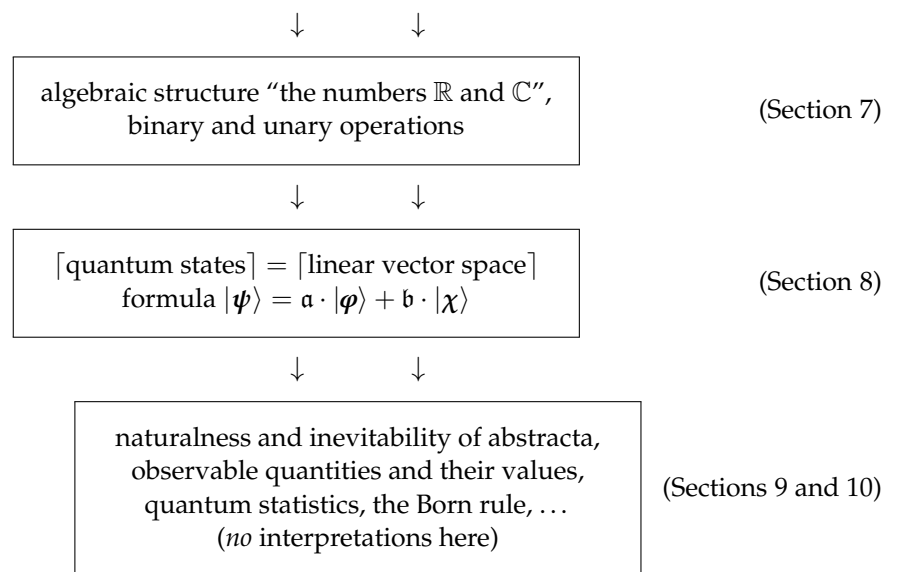 ↓ ↓
algebraic structure “the numbers ℝ and ℂ”,
binary and unary operations
(Section 7)
↓ ↓
⌈quantum states⌉ = ⌈linear vector space⌉
formula |𝝍⟩ = 𝔞 · |𝝋⟩ + 𝔟 · |𝝌⟩
(Section 8)
↓ ↓
naturalness and inevitability of abstracta,
observable quantities and their values,
quantum statistics, the Born rule, . . .
(no interpretations here)
(Sections 9 and 10)